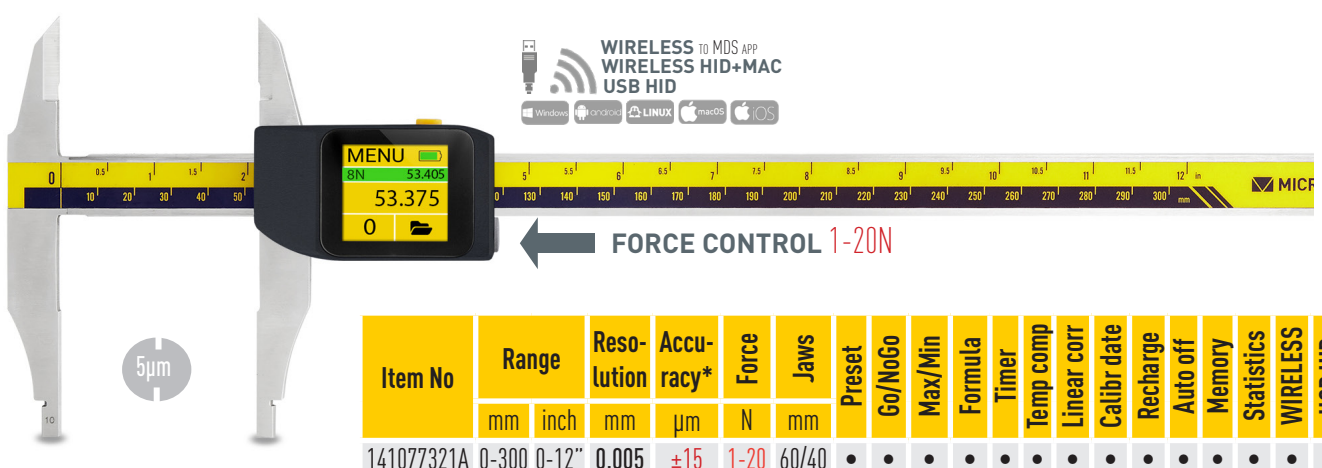 WIRELESS TO MDS APP
WIRELESS HID+MAC
USB HID
Windows android LINUX macOS iOS
MENU
8N 53.405
53.375
0
0 0.5 1 1.5 2 5 5.5 6 6.5 7 7.5 8 8.5 9 9.5 10 10.5 11 11.5 12 in
10 20 30 40 50 0 130 140 150 160 170 180 190 200 210 220 230 240 250 260 270 280 290 300 mm
MICR
FORCE CONTROL 1-20N
5µm
10
Item No Range Reso- Accu- Force Jaws Preset Go/NoGo Max/Min Formula Timer Temp comp Linear corr Calibr date Recharge Auto off Memory Statistics WIRELESS USB HID
lution racy*
mm inch mm µm N mm
141077321A 0-300 0-12” 0.005 ±15 1-20 60/40 • • • • • • • • • • • • • •